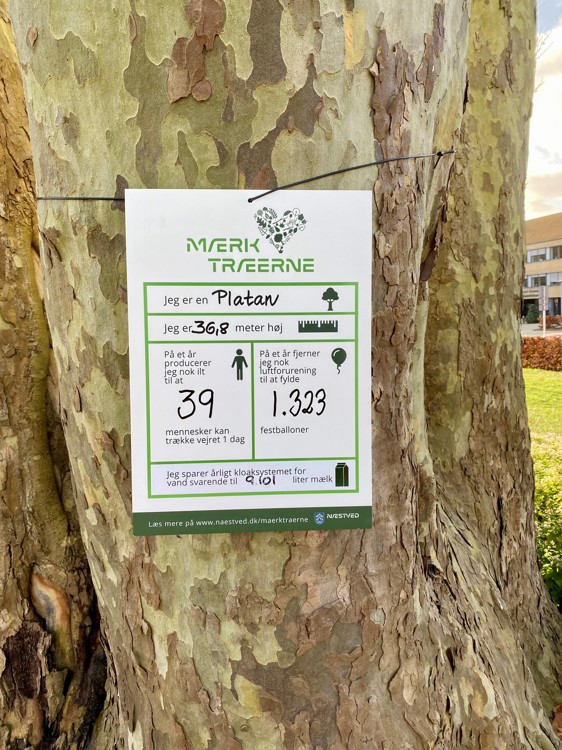 MÆRK
TRÆERNE
Jeg er en Platan
Jeg er 36,8 meter høj
På et år
producerer
jeg nok ilt
til at
39
mennesker kan
trække vejret 1 dag
På et år fjerner
jeg nok
luftforurening
til at fylde
1.323
festballoner
Jeg sparer årligt kloaksystemet for
vand svarende til 9101 liter mælk
Læs mere på www.naestved.dk/maerktraerne NÆSTVED